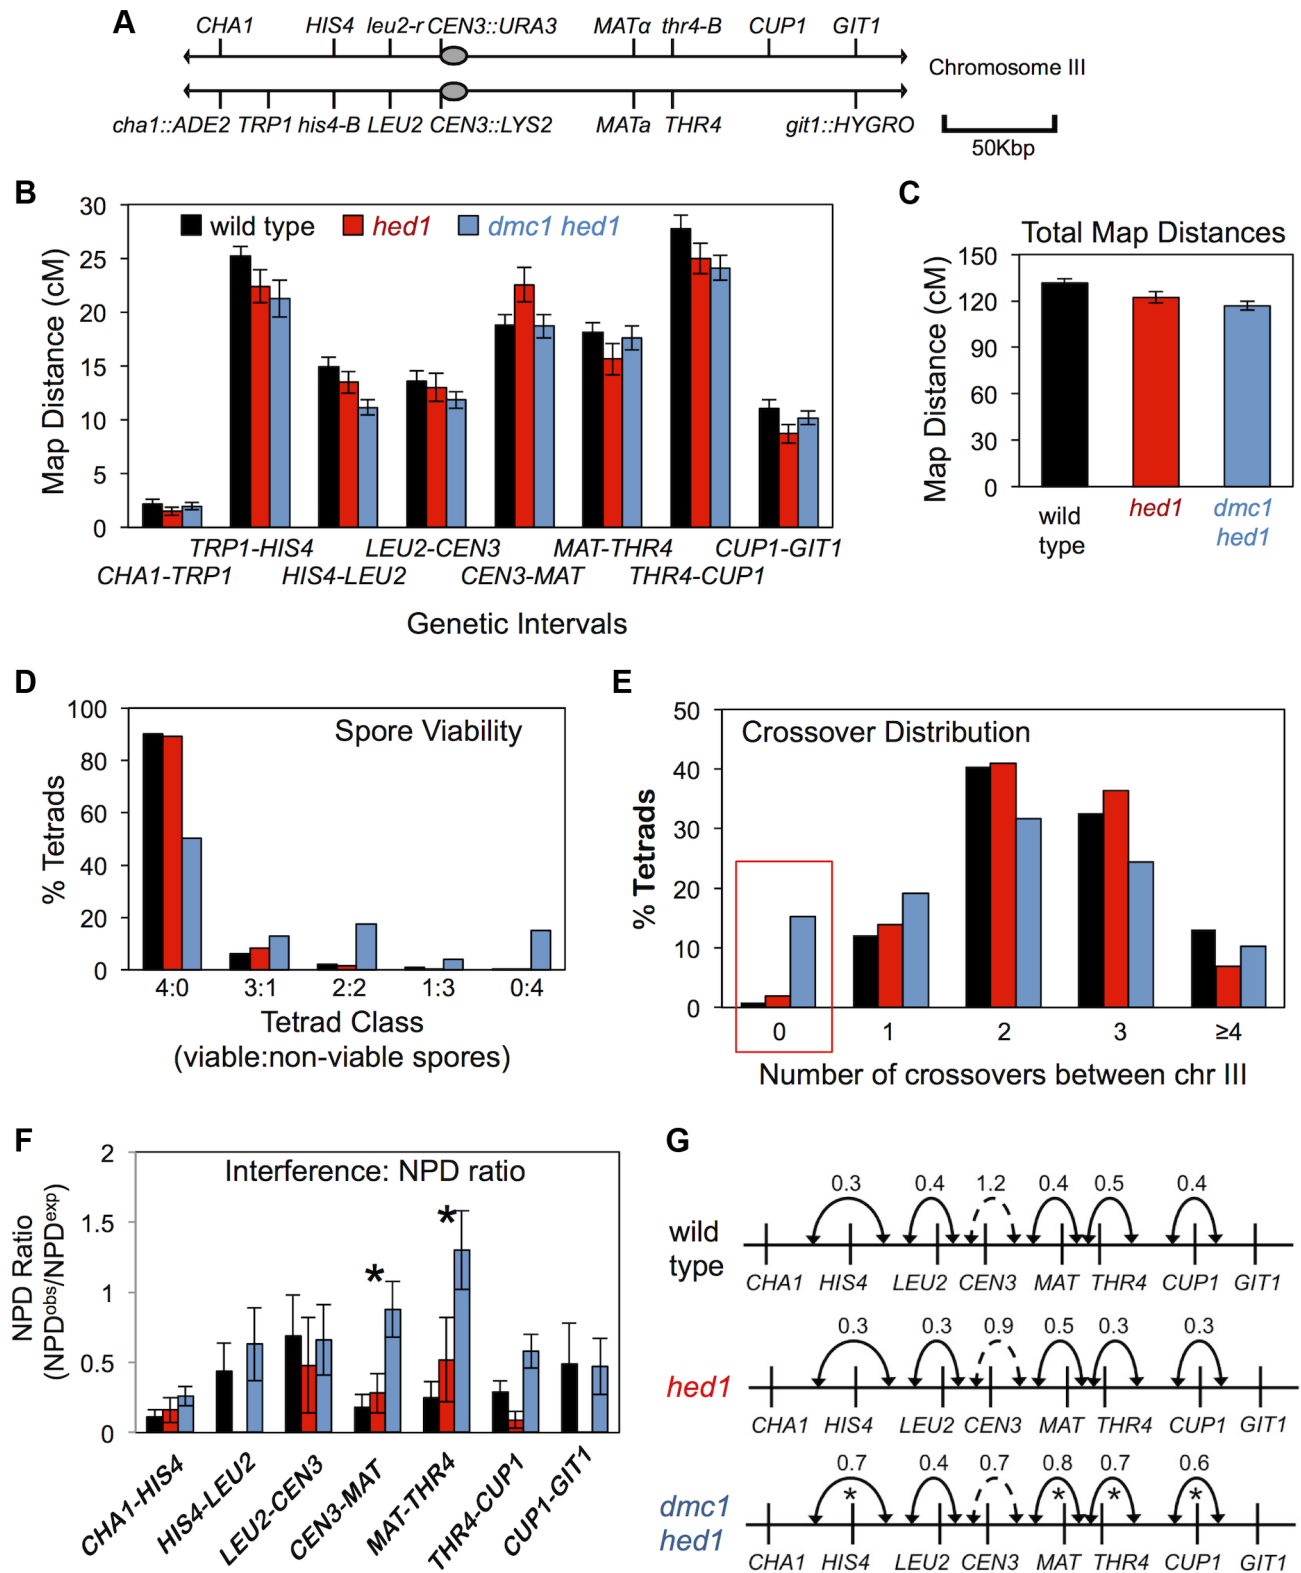 A
CHA1 HIS4 leu2-r CEN3::URA3 MATα thr4-B CUP1 GIT1
Chromosome III
cha1::ADE2 TRP1 his4-B LEU2 CEN3::LYS2 MATa THR4 git1::HYGRO
50Kbp
B
wild type hed1 dmc1 hed1
Map Distance (cM)
30
25
20
15
10
5
0
TRP1-HIS4 LEU2-CEN3 MAT-THR4 CUP1-GIT1
CHA1-TRP1 HIS4-LEU2 CEN3-MAT THR4-CUP1
Genetic Intervals
C
Total Map Distances
Map Distance (cM)
150
120
90
60
30
0
wild type
hed1
dmc1 hed1
D
Spore Viability
% Tetrads
100
80
60
40
20
0
4:0 3:1 2:2 1:3 0:4
Tetrad Class
(viable:non-viable spores)
E
Crossover Distribution
% Tetrads
50
40
30
20
10
0
0 1 2 3 ≥4
Number of crossovers between chr III
F
Interference: NPD ratio
NPD Ratio
(NPDobs/NPDexp)
2
1.5
1
0.5
0
* *
CHA1-HIS4
HIS4-LEU2
LEU2-CEN3
CEN3-MAT
MAT-THR4
THR4-CUP1
CUP1-GIT1
G
0.3 0.4 1.2 0.4 0.5 0.4
wild
type
CHA1 HIS4 LEU2 CEN3 MAT THR4 CUP1 GIT1
0.3 0.3 0.9 0.5 0.3 0.3
hed1
CHA1 HIS4 LEU2 CEN3 MAT THR4 CUP1 GIT1
0.7 0.4 0.7 0.8 0.7 0.6
* * * *
dmc1
hed1
CHA1 HIS4 LEU2 CEN3 MAT THR4 CUP1 GIT1